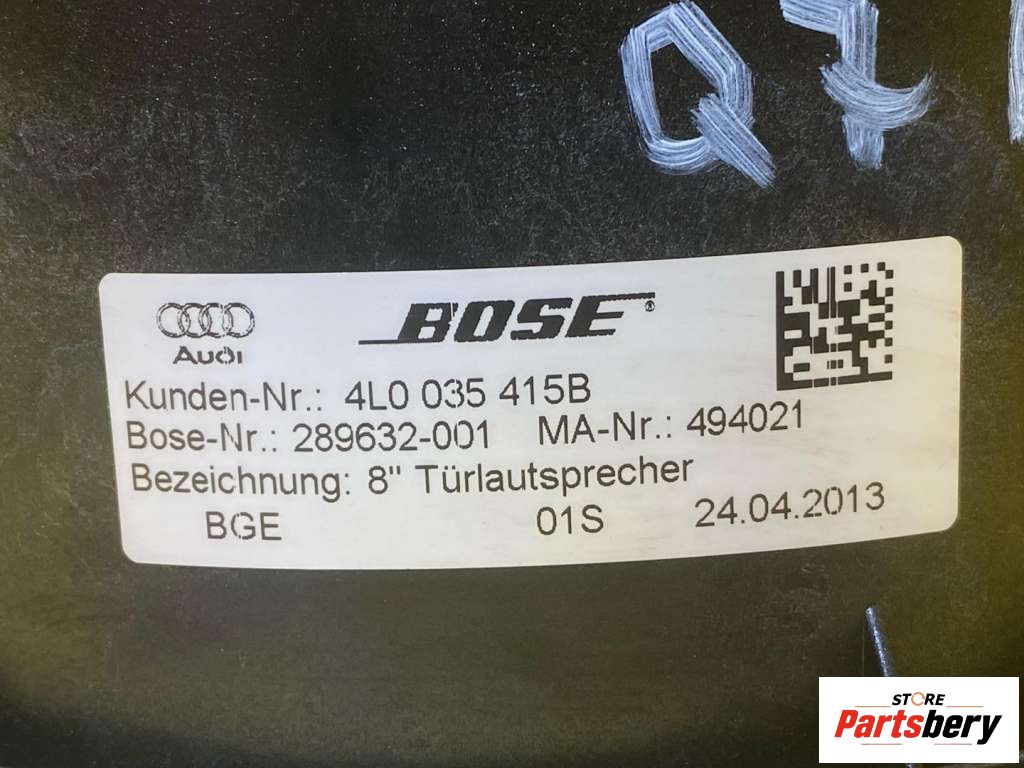 Q7
BOSE®
Audi
Kunden-Nr.: 4L0 035 415B
Bose-Nr.: 289632-001 MA-Nr.: 494021
Bezeichnung: 8" Türlautsprecher
BGE 01S 24.04.2013
STORE
Partsbery